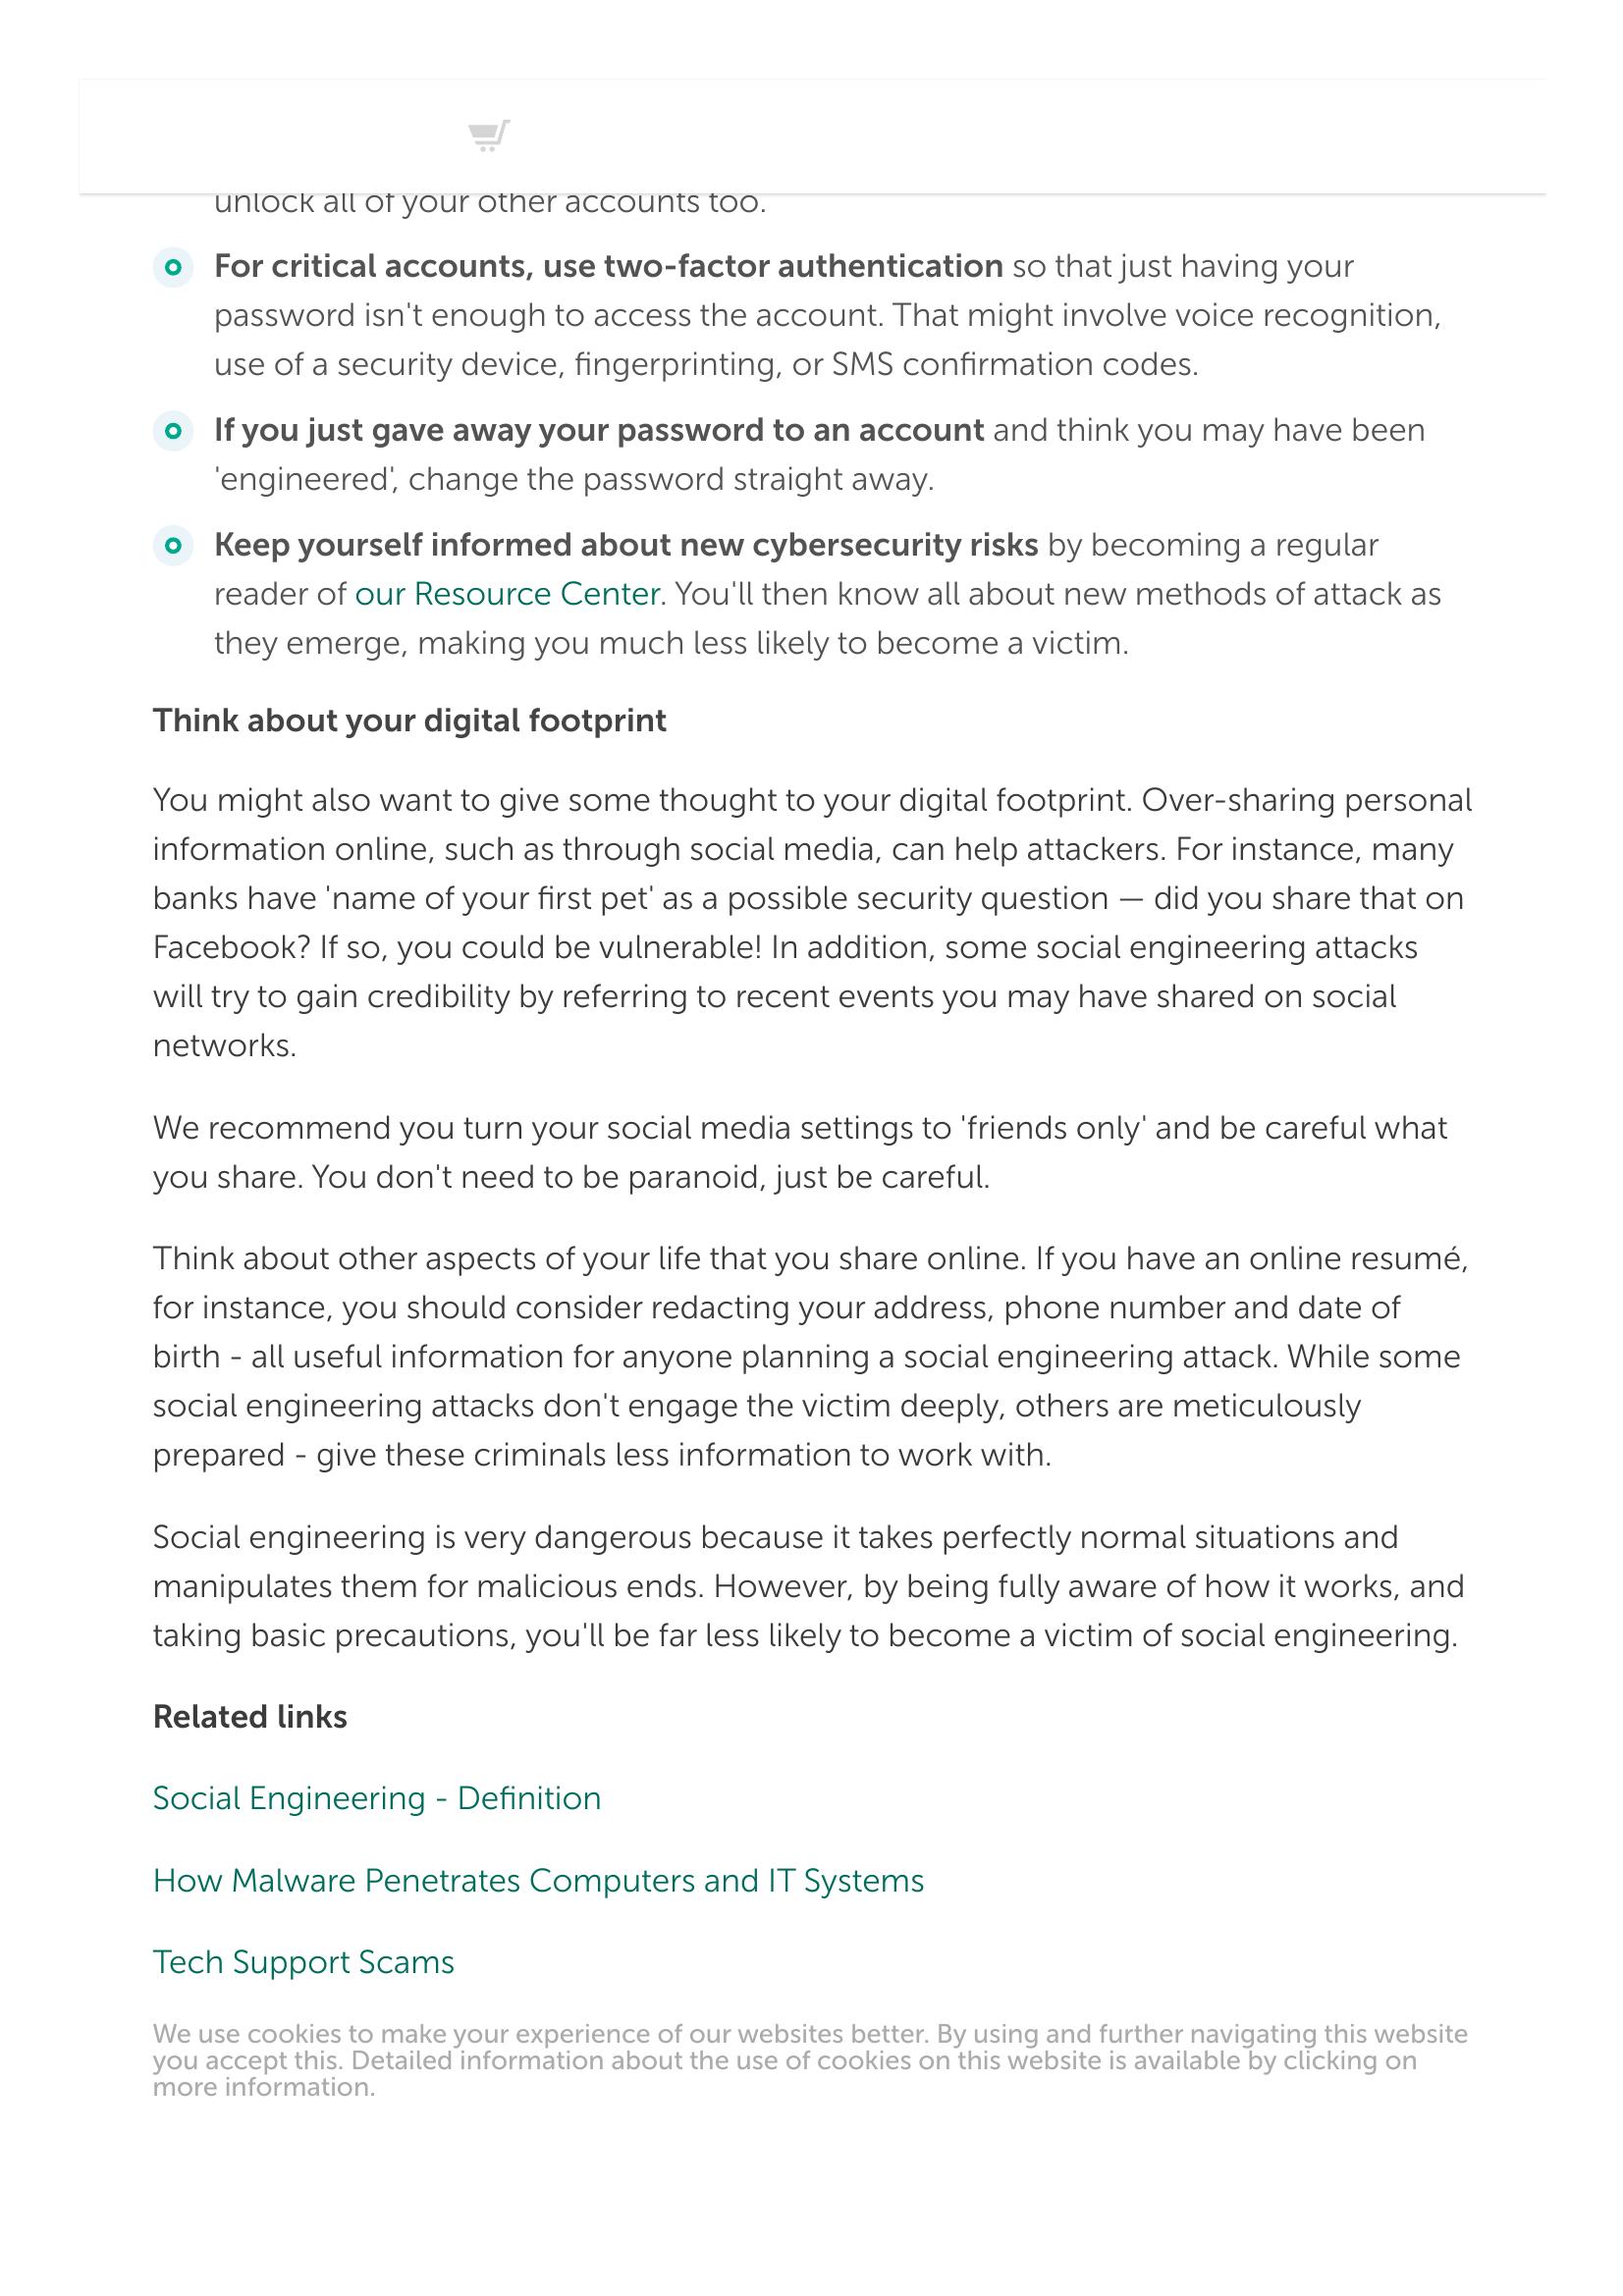 unlock all of your other accounts too.
For critical accounts, use two-factor authentication so that just having your
password isn't enough to access the account. That might involve voice recognition,
use of a security device, fingerprinting, or SMS confirmation codes.
If you just gave away your password to an account and think you may have been
'engineered', change the password straight away.
Keep yourself informed about new cybersecurity risks by becoming a regular
reader of our Resource Center. You'll then know all about new methods of attack as
they emerge, making you much less likely to become a victim.
Think about your digital footprint
You might also want to give some thought to your digital footprint. Over-sharing personal
information online, such as through social media, can help attackers. For instance, many
banks have 'name of your first pet' as a possible security question — did you share that on
Facebook? If so, you could be vulnerable! In addition, some social engineering attacks
will try to gain credibility by referring to recent events you may have shared on social
networks.
We recommend you turn your social media settings to 'friends only' and be careful what
you share. You don't need to be paranoid, just be careful.
Think about other aspects of your life that you share online. If you have an online resumé,
for instance, you should consider redacting your address, phone number and date of
birth - all useful information for anyone planning a social engineering attack. While some
social engineering attacks don't engage the victim deeply, others are meticulously
prepared - give these criminals less information to work with.
Social engineering is very dangerous because it takes perfectly normal situations and
manipulates them for malicious ends. However, by being fully aware of how it works, and
taking basic precautions, you'll be far less likely to become a victim of social engineering.
Related links
Social Engineering - Definition
How Malware Penetrates Computers and IT Systems
Tech Support Scams
We use cookies to make your experience of our websites better. By using and further navigating this website
you accept this. Detailed information about the use of cookies on this website is available by clicking on
more information.